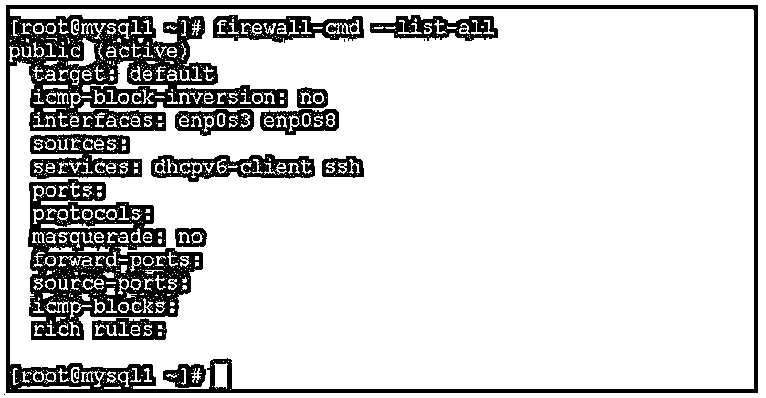 [root@mysql1 ~]# firewall-cmd --list-all
public (active)
  target: default
  icmp-block-inversion: no
  interfaces: enp0s3 enp0s8
  sources:
  services: dhcpv6-client ssh
  ports:
  protocols:
  masquerade: no
  forward-ports:
  source-ports:
  icmp-blocks:
  rich rules:
[root@mysql1 ~]#